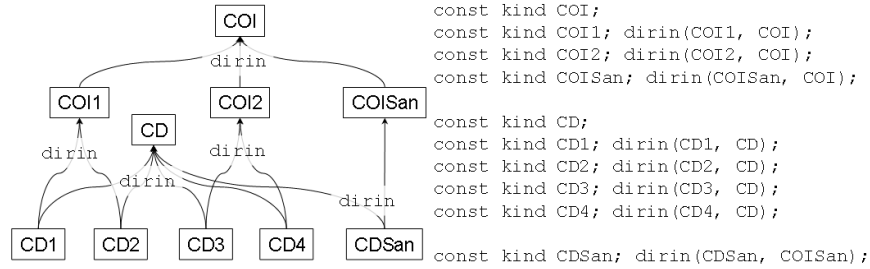 COI
dirin
COI1
COI2
COISan
CD
dirin
dirin
dirin
dirin
CD1
CD2
CD3
CD4
CDSan
const kind COI;
const kind COI1; dirin(COI1, COI);
const kind COI2; dirin(COI2, COI);
const kind COISan; dirin(COISan, COI);
const kind CD;
const kind CD1; dirin(CD1, CD);
const kind CD2; dirin(CD2, CD);
const kind CD3; dirin(CD3, CD);
const kind CD4; dirin(CD4, CD);
const kind CDSan; dirin(CDSan, COISan);